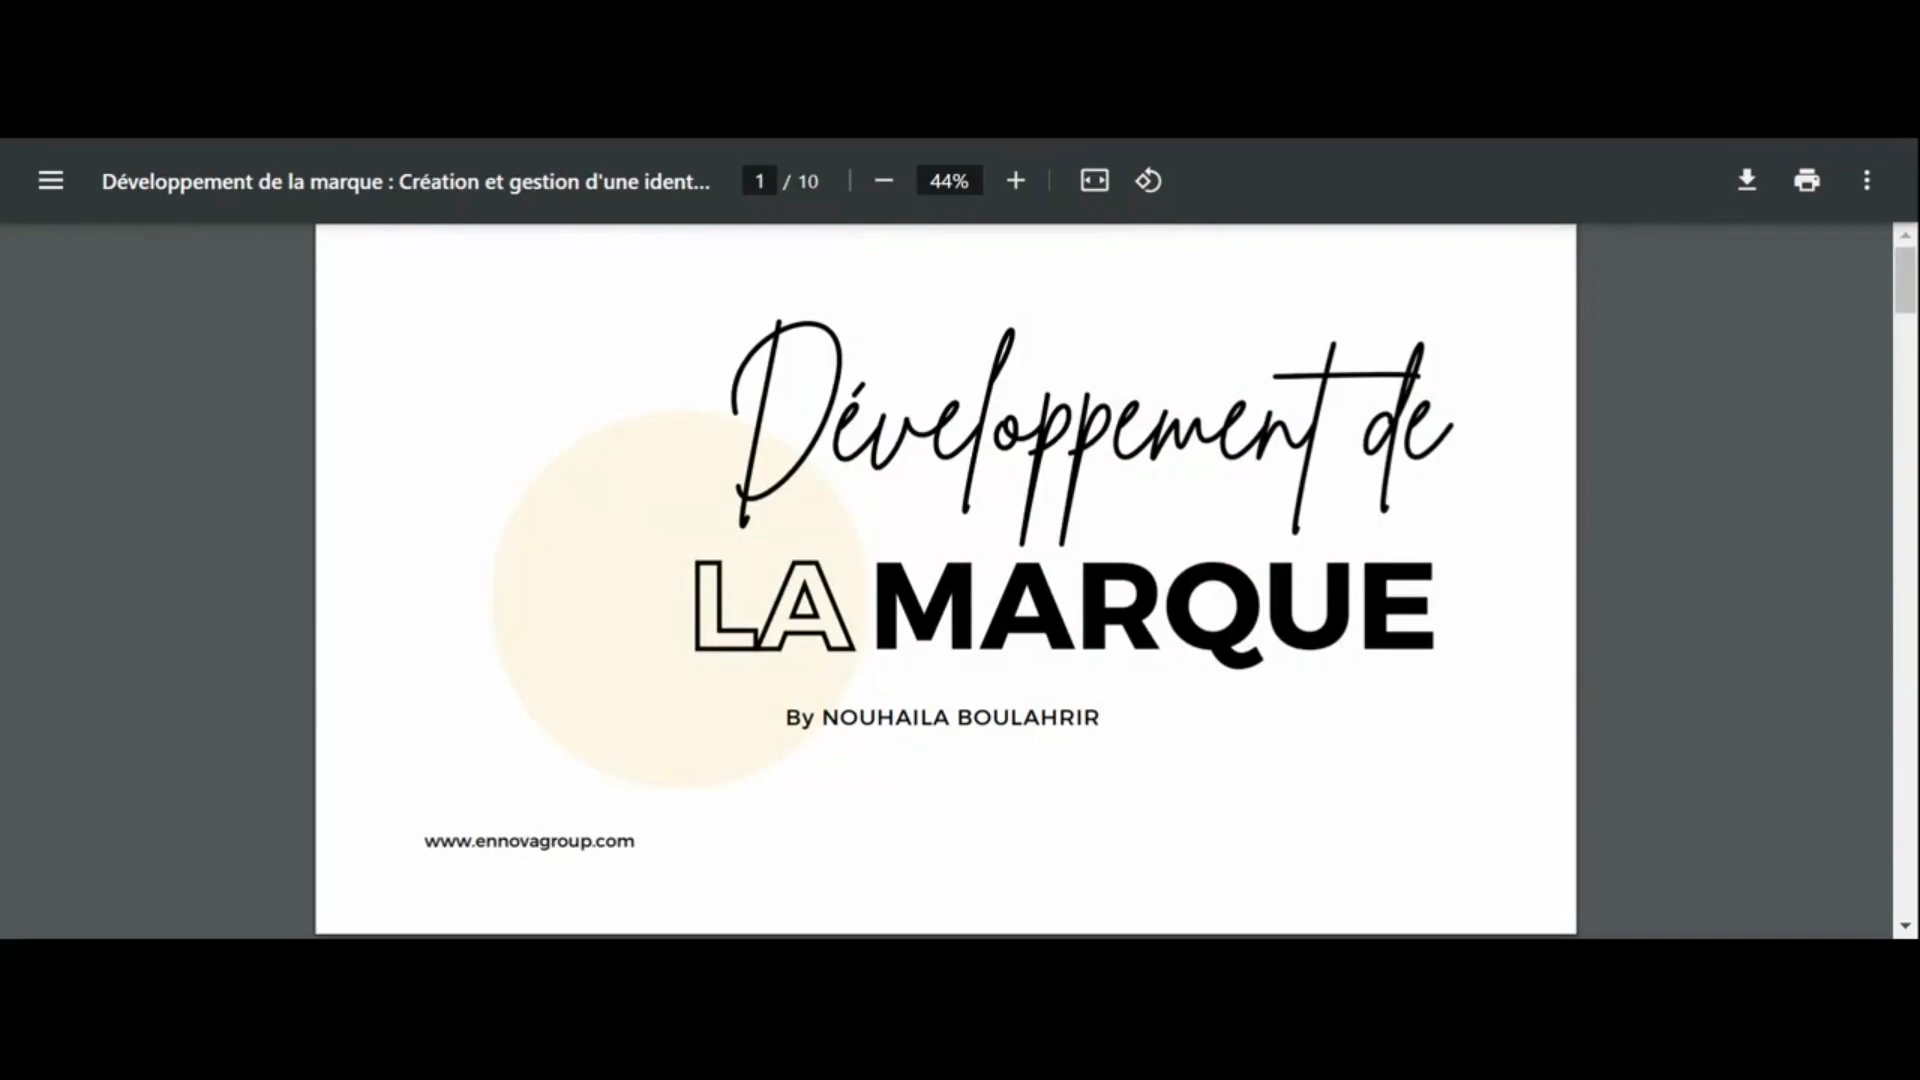 Développement de la marque : Création et gestion d'une ident... 1 / 10 44%
Développement de
LA MARQUE
By NOUHAILA BOULAHRIR
www.ennovagroup.com